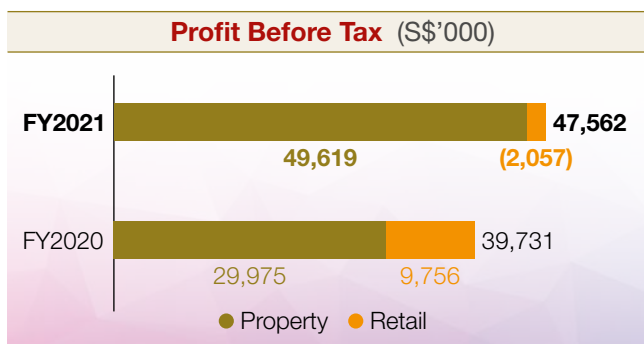 Profit Before Tax (S$'000)
FY2021 47,562
49,619 (2,057)
FY2020 39,731
29,975 9,756
Property Retail